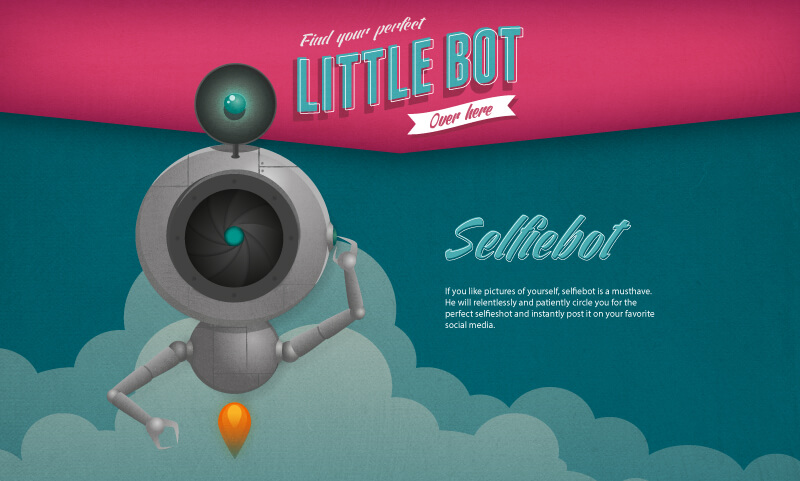 Find your perfect
LITTLE BOT
Over here
Selfiebot
If you like pictures of yourself, selfiebot is a musthave.
He will relentlessly and patiently circle you for the
perfect selfieshot and instantly post it on your favorite
social media.